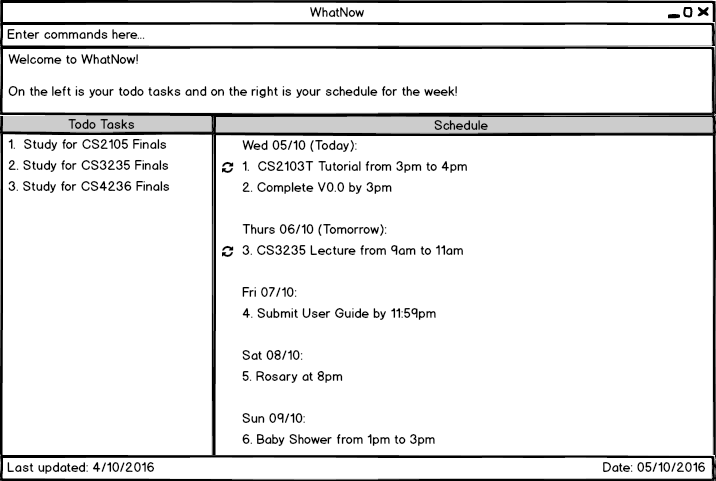 WhatNow
Enter commands here...
Welcome to WhatNow!
On the left is your todo tasks and on the right is your schedule for the week!
Todo Tasks
1. Study for CS2105 Finals
2. Study for CS3235 Finals
3. Study for CS4236 Finals
Schedule
Wed 05/10 (Today):
1. CS2103T Tutorial from 3pm to 4pm
2. Complete V0.0 by 3pm
Thurs 06/10 (Tomorrow):
3. CS3235 Lecture from 9am to 11am
Fri 07/10:
4. Submit User Guide by 11:59pm
Sat 08/10:
5. Rosary at 8pm
Sun 09/10:
6. Baby Shower from 1pm to 3pm
Last updated: 4/10/2016
Date: 05/10/2016